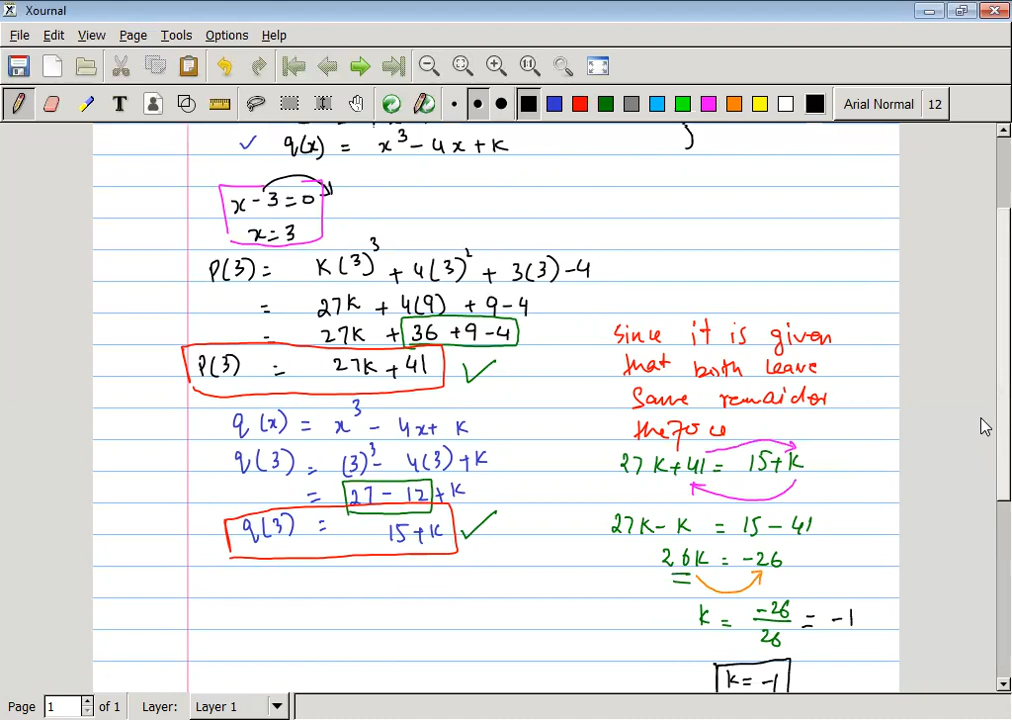 Xournal
File Edit View Page Tools Options Help
Arial Normal 12
q(x) = x³ - 4x + k
x - 3 = 0
x = 3
P(3) = K(3)³ + 4(3)² + 3(3) - 4
= 27K + 4(9) + 9 - 4
= 27K + 36 + 9 - 4
P(3) = 27K + 41
q(x) = x³ - 4x + k
q(3) = (3)³ - 4(3) + K
= 27 - 12 + K
q(3) = 15 + K
Since it is given
that both leave
Same remaidor
therfore
27K + 41 = 15 + K
27K - K = 15 - 41
26K = -26
k = -26/26 = -1
k = -1
Page 1 of 1 Layer: Layer 1